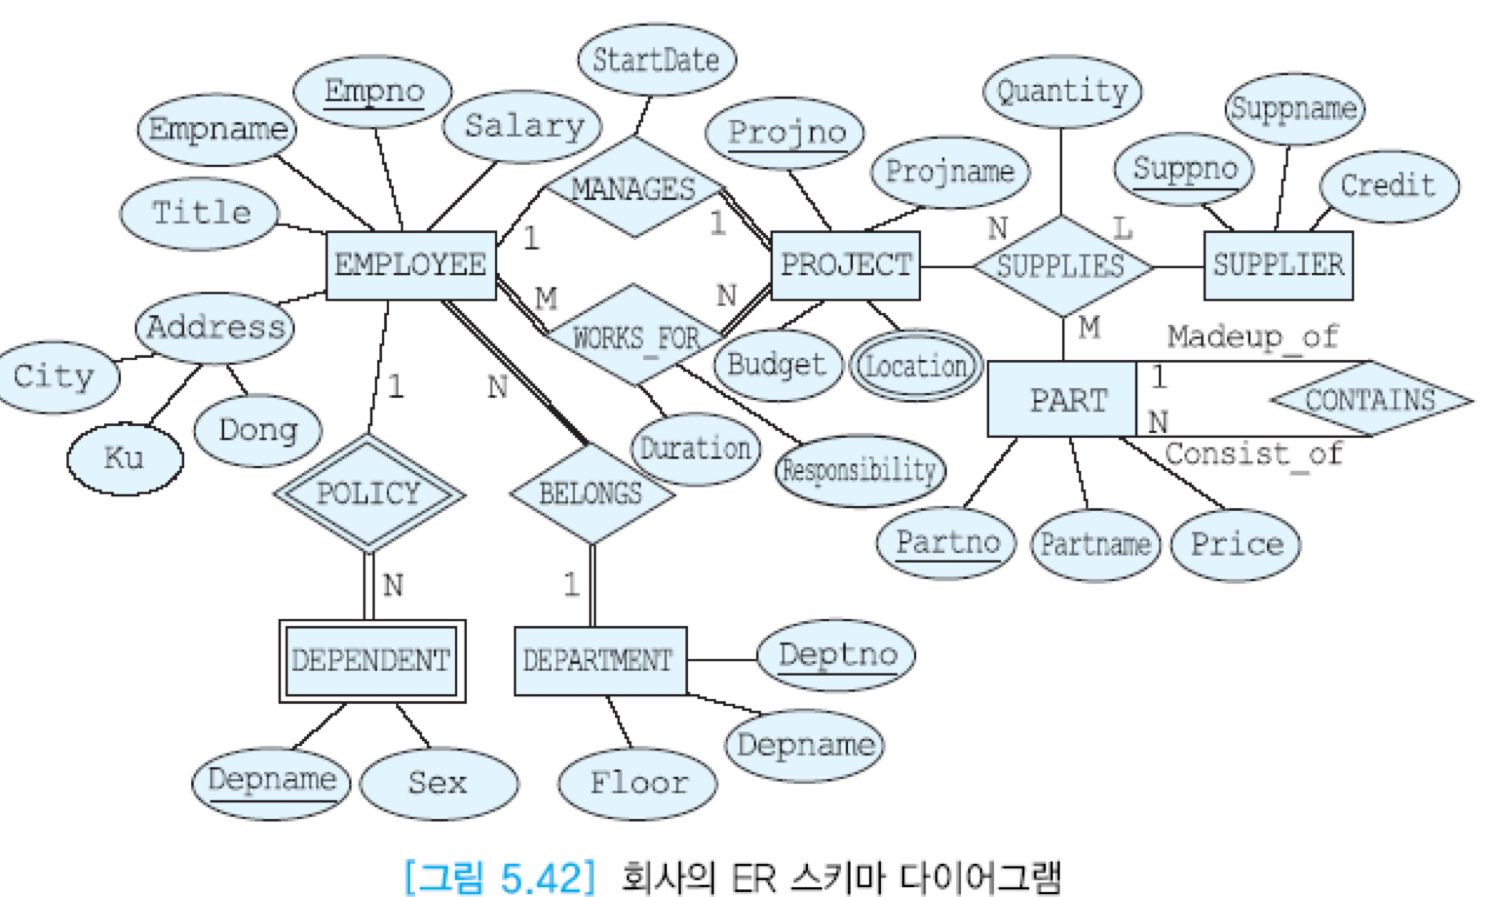 StartDate
Empno
Quantity
Suppname
Empname
Salary
Projno
Projname
Suppno
Credit
MANAGES
Title
1
1
N
L
EMPLOYEE
PROJECT
SUPPLIES
SUPPLIER
M
N
Address
WORKS_FOR
M
Madeup_of
City
1
N
Budget
Location
1
PART
CONTAINS
N
Ku
Dong
Duration
Responsibility
Consist_of
POLICY
BELONGS
Partno
Partname
Price
N
1
DEPENDENT
DEPARTMENT
Deptno
Depname
Depname
Sex
Floor
[그림 5.42] 회사의 ER 스키마 다이어그램